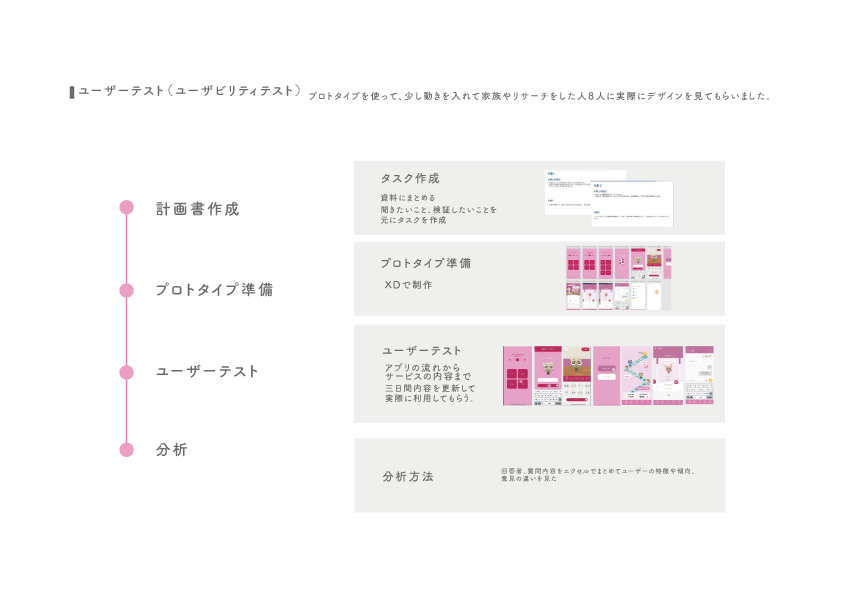 ユーザーテスト（ユーザビリティテスト） プロトタイプを使って、少し動きを入れて家族やリサーチをした人8人に実際にデザインを見てもらいました。
計画書作成
プロトタイプ準備
ユーザーテスト
分析
タスク作成
資料にまとめる
聞きたいこと、検証したいことを
元にタスクを作成
プロトタイプ準備
XDで制作
ユーザーテスト
アプリの流れから
サービスの内容まで
三日間内容を更新して
実際に利用してもらう。
分析方法
回答者、質問内容をエクセルでまとめてユーザーの特徴や傾向、
意見の違いを見た